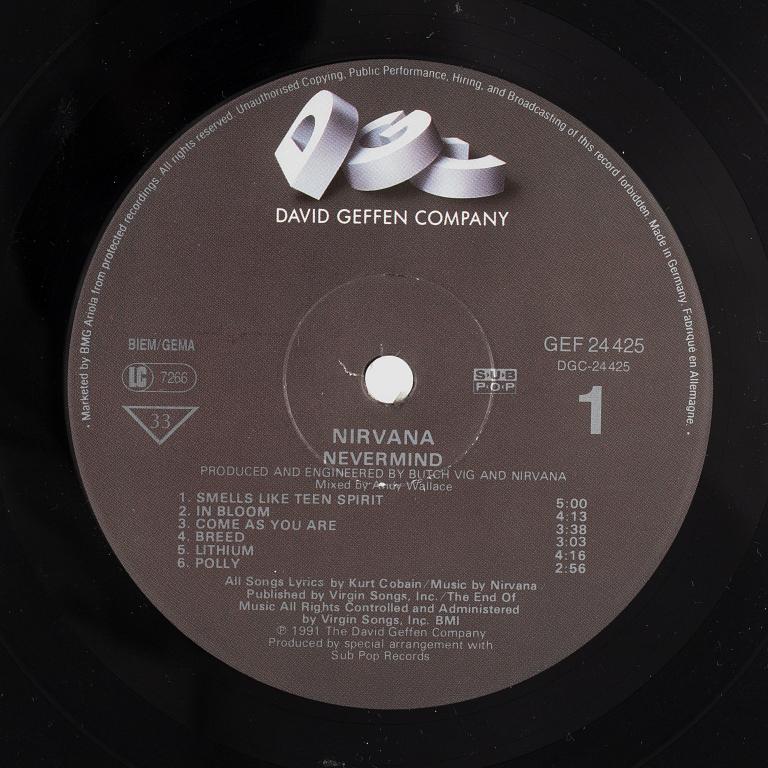 Marketed by BMG Ariola from protected recordings. All rights reserved. Unauthorised Copying, Public Performance, Hiring, and Broadcasting of this record forbidden. Made in Germany. Fabriqué en Allemagne.
DGC
DAVID GEFFEN COMPANY
BIEM/GEMA
LC 7266
33
GEF 24 425
DGC-24 425
1
SUB
POP
NIRVANA
NEVERMIND
PRODUCED AND ENGINEERED BY BUTCH VIG AND NIRVANA
Mixed by Andy Wallace
1. SMELLS LIKE TEEN SPIRIT 5:00
2. IN BLOOM 4:13
3. COME AS YOU ARE 3:38
4. BREED 3:03
5. LITHIUM 4:16
6. POLLY 2:56
All Songs Lyrics by Kurt Cobain/Music by Nirvana
Published by Virgin Songs, Inc./The End Of
Music All Rights Controlled and Administered
by Virgin Songs, Inc. BMI
℗ 1991 The David Geffen Company
Produced by special arrangement with
Sub Pop Records